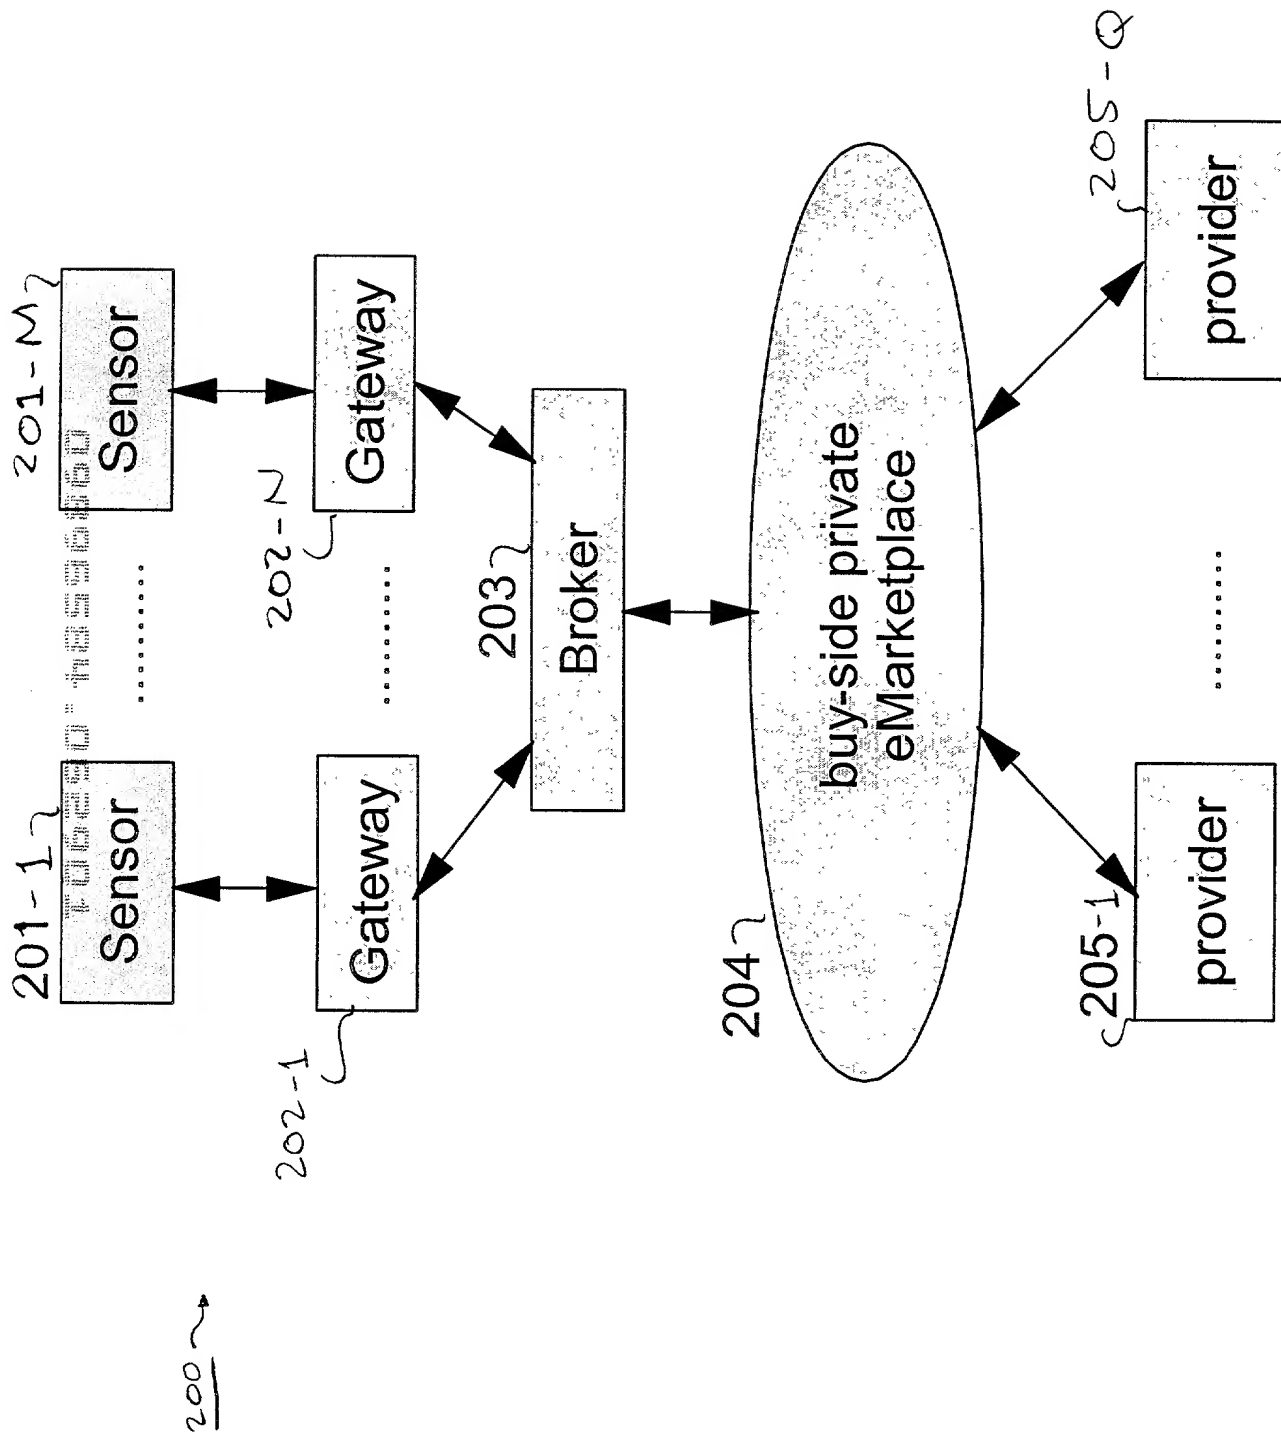 200
201-1
201-M
Sensor
Sensor
202-1
202-N
Gateway
Gateway
203
Broker
204
buy-side private
eMarketplace
205-1
205-Q
provider
provider